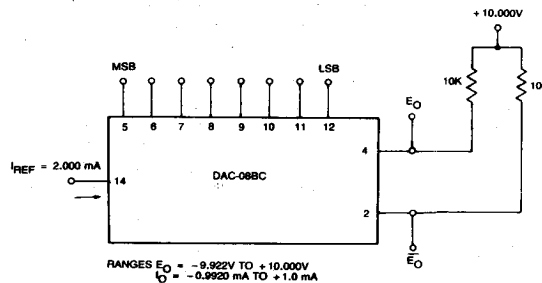 +10.000V
MSB
LSB
10K
10
E̅O
EO
5 6 7 8 9 10 11 12
IREF = 2.000 mA
14
DAC-08BC
4
2
RANGES EO = -9.922V TO +10.000V
IO = -0.9920 mA TO +1.0 mA